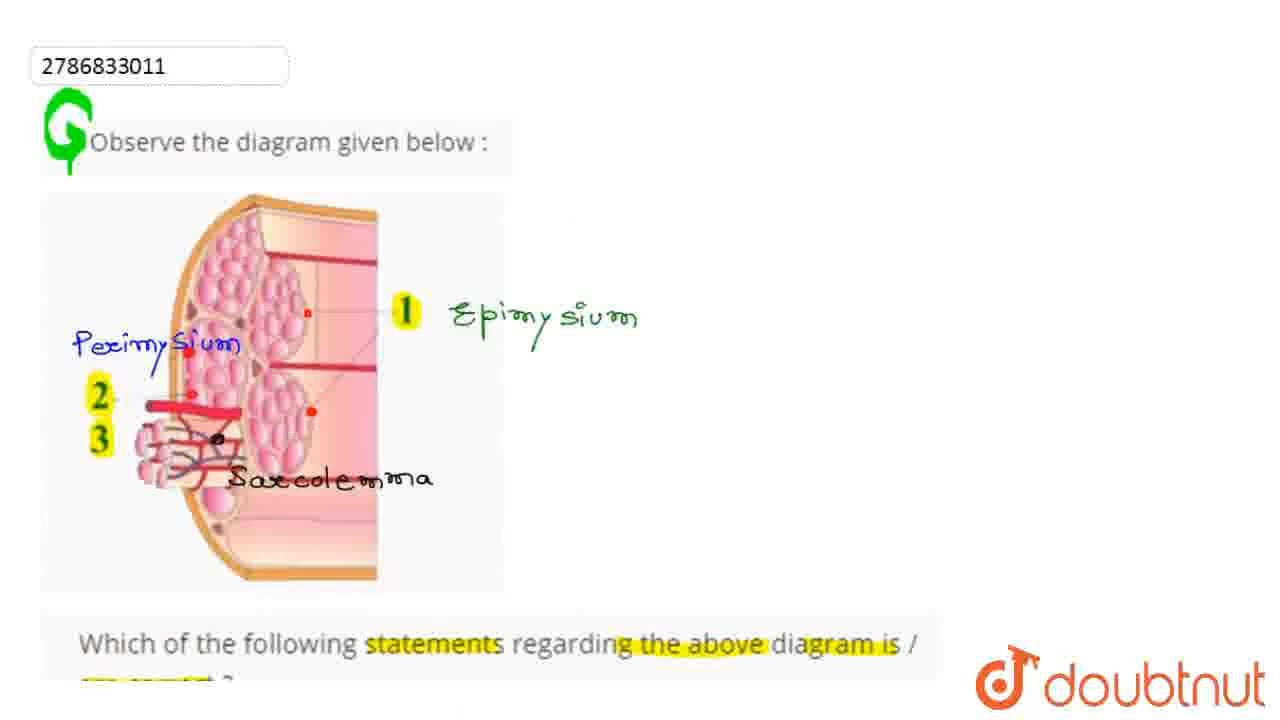 2786833011
Q Observe the diagram given below :
1 Epimysium
Perimysium
2
3
Sarcolemma
Which of the following statements regarding the above diagram is /
doubtnut